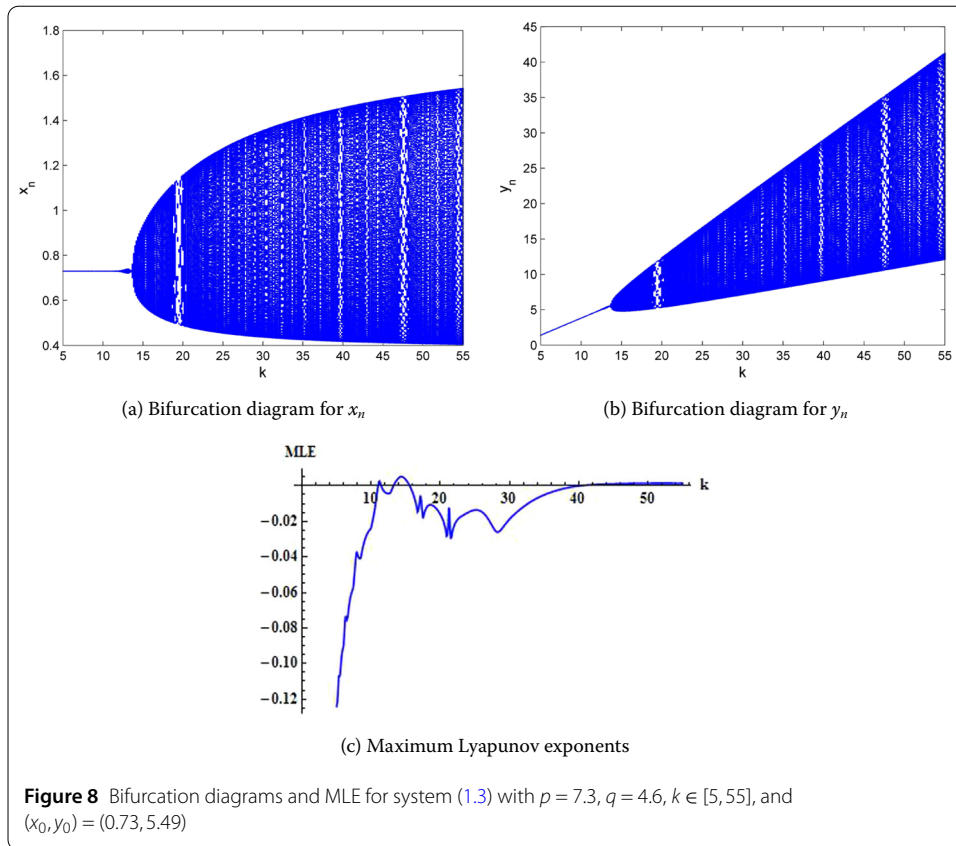 1.8
1.6
1.4
1.2
1
0.8
0.6
0.4
x_n
5 10 15 20 25 30 35 40 45 50 55
k
(a) Bifurcation diagram for x_n
45
40
35
30
25
20
15
10
5
0
y_n
5 10 15 20 25 30 35 40 45 50 55
k
(b) Bifurcation diagram for y_n
MLE
10 20 30 40 50 k
−0.02
−0.04
−0.06
−0.08
−0.10
−0.12
(c) Maximum Lyapunov exponents
Figure 8 Bifurcation diagrams and MLE for system (1.3) with p = 7.3, q = 4.6, k ∈ [5, 55], and
(x₀, y₀) = (0.73, 5.49)